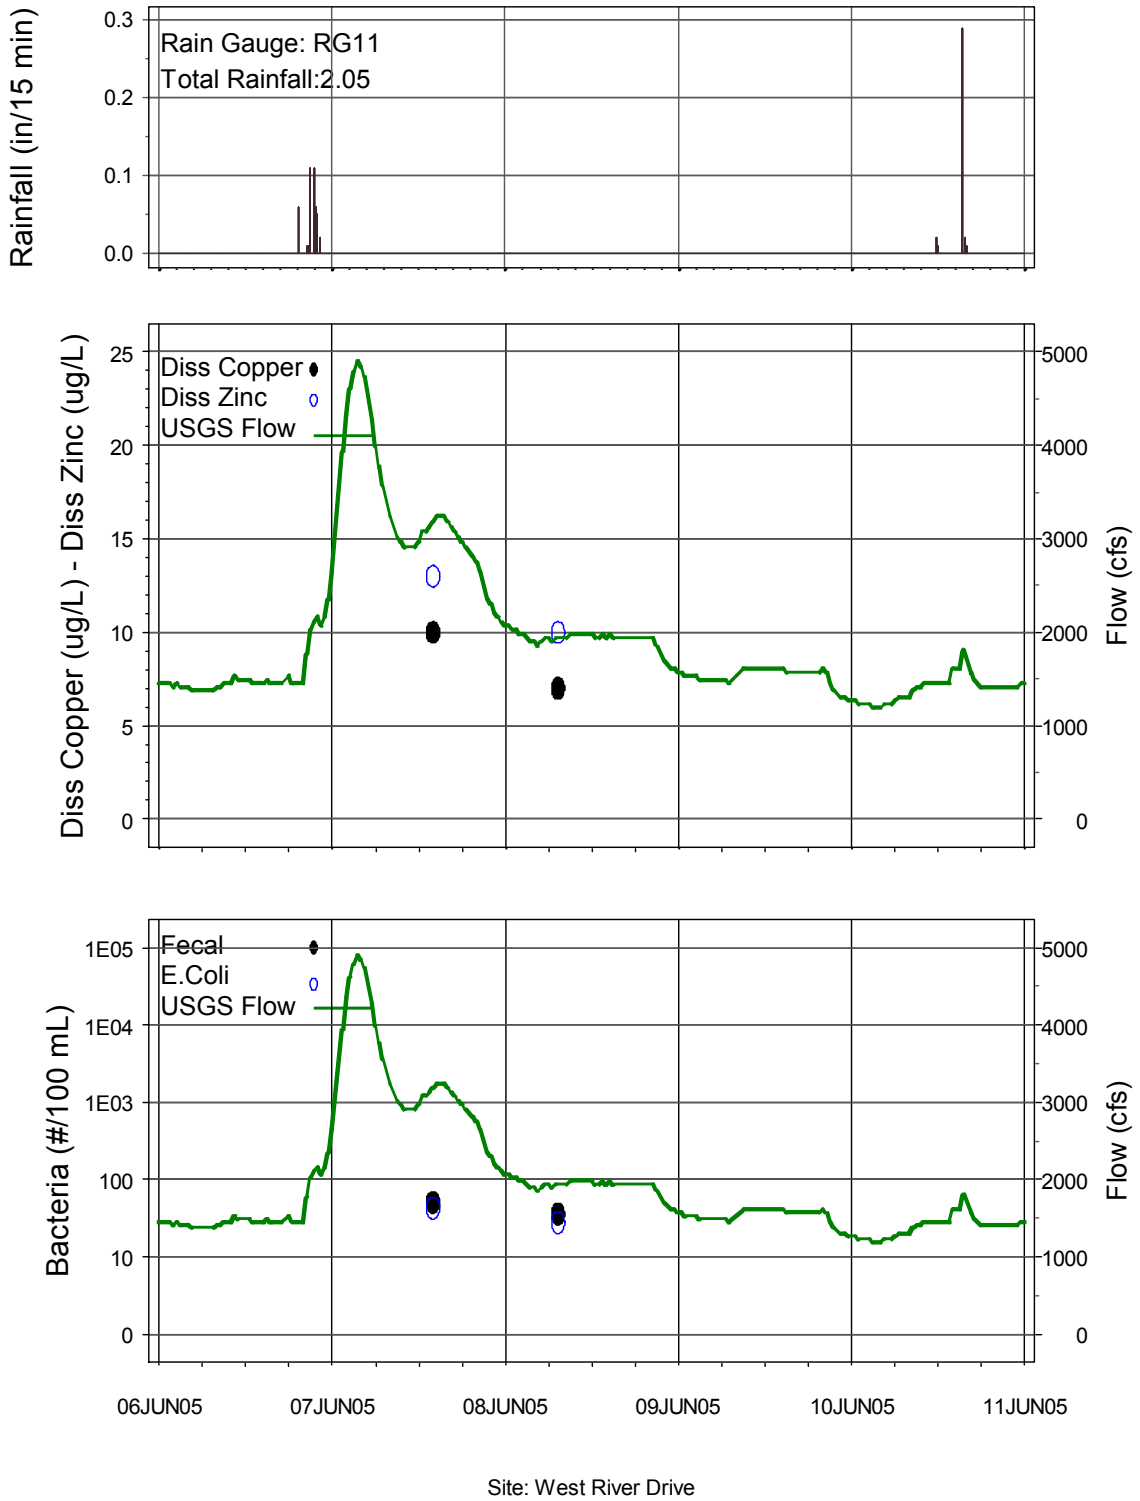 Rainfall (in/15 min)
0.3
0.2
0.1
0.0
Rain Gauge: RG11
Total Rainfall:2.05
Diss Copper (ug/L) - Diss Zinc (ug/L)
25
20
15
10
5
0
Diss Copper
Diss Zinc
USGS Flow
5000
4000
3000
2000
1000
0
Flow (cfs)
Bacteria (#/100 mL)
1E05
1E04
1E03
100
10
0
Fecal
E.Coli
USGS Flow
5000
4000
3000
2000
1000
0
Flow (cfs)
06JUN05 07JUN05 08JUN05 09JUN05 10JUN05 11JUN05
Site: West River Drive